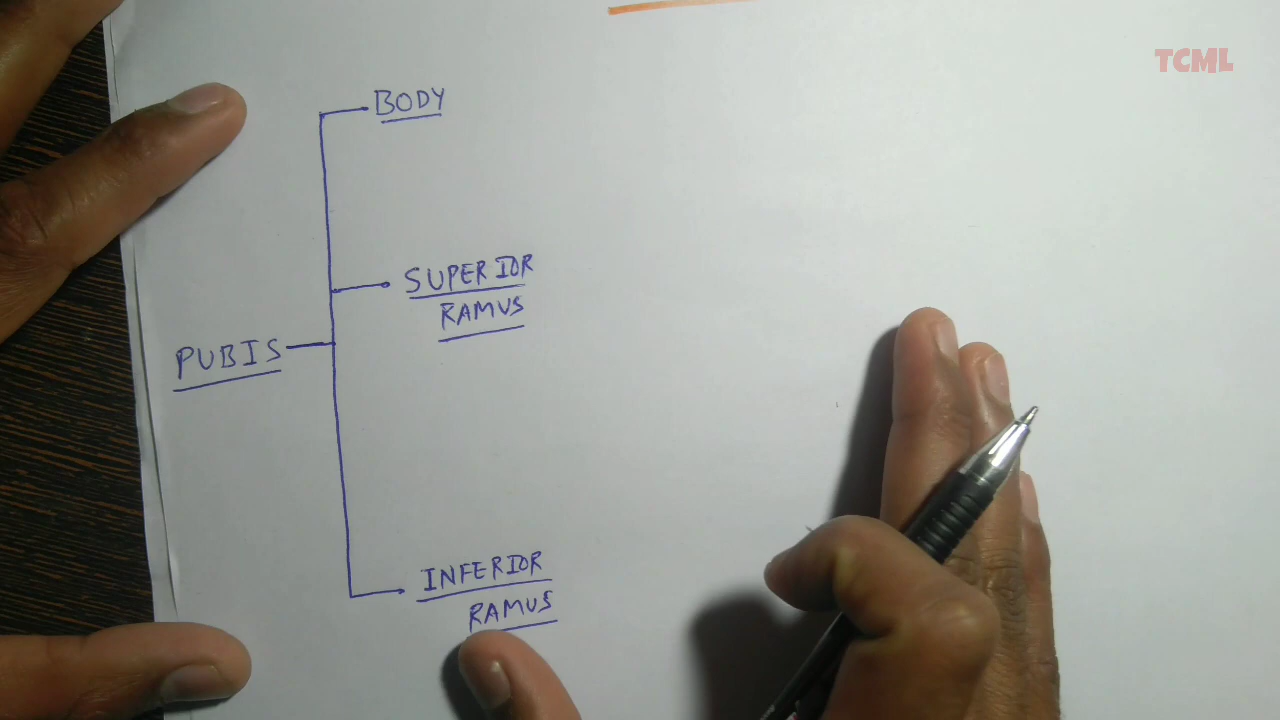 TCML
BODY
SUPERIOR
RAMUS
PUBIS
INFERIOR
RAMUS